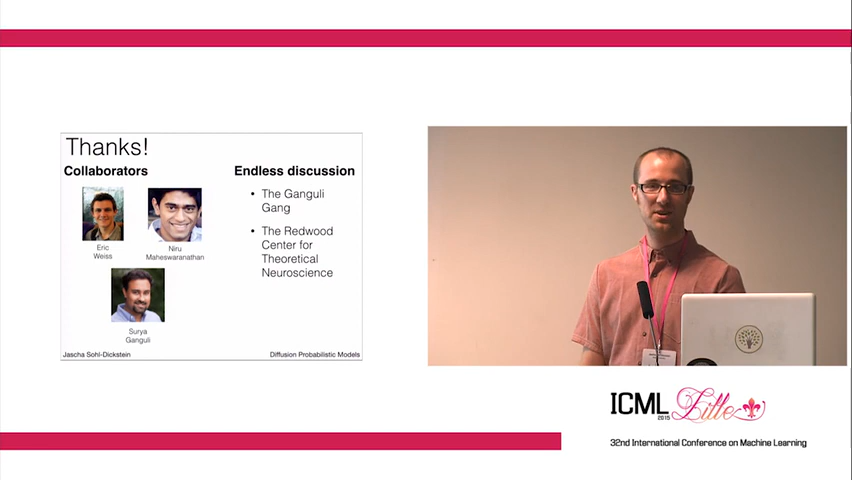 Thanks!
Collaborators
Eric
Weiss
Niru
Maheswaranathan
Surya
Ganguli
Endless discussion
• The Ganguli
Gang
• The Redwood
Center for
Theoretical
Neuroscience
Jascha Sohl-Dickstein
Diffusion Probabilistic Models
ICML
2015
Lille
32nd International Conference on Machine Learning